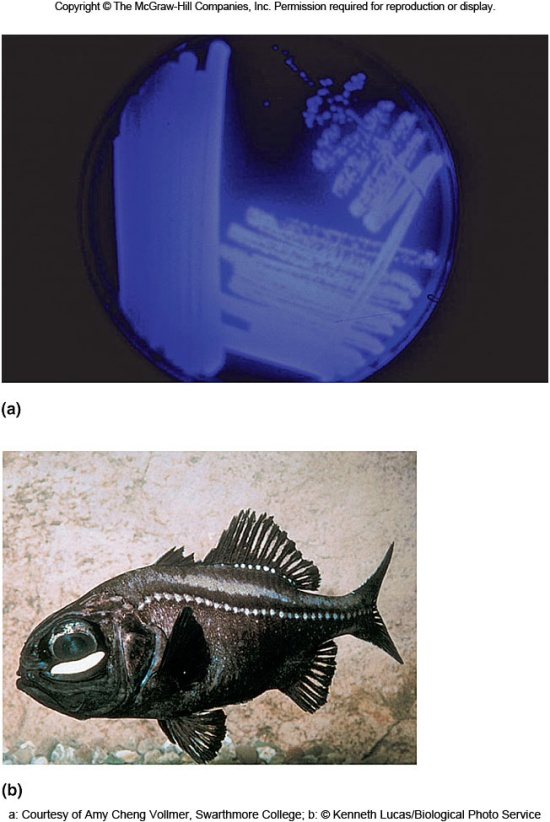 Copyright © The McGraw-Hill Companies, Inc. Permission required for reproduction or display.
(a)
(b)
a: Courtesy of Amy Cheng Vollmer, Swarthmore College; b: © Kenneth Lucas/Biological Photo Service